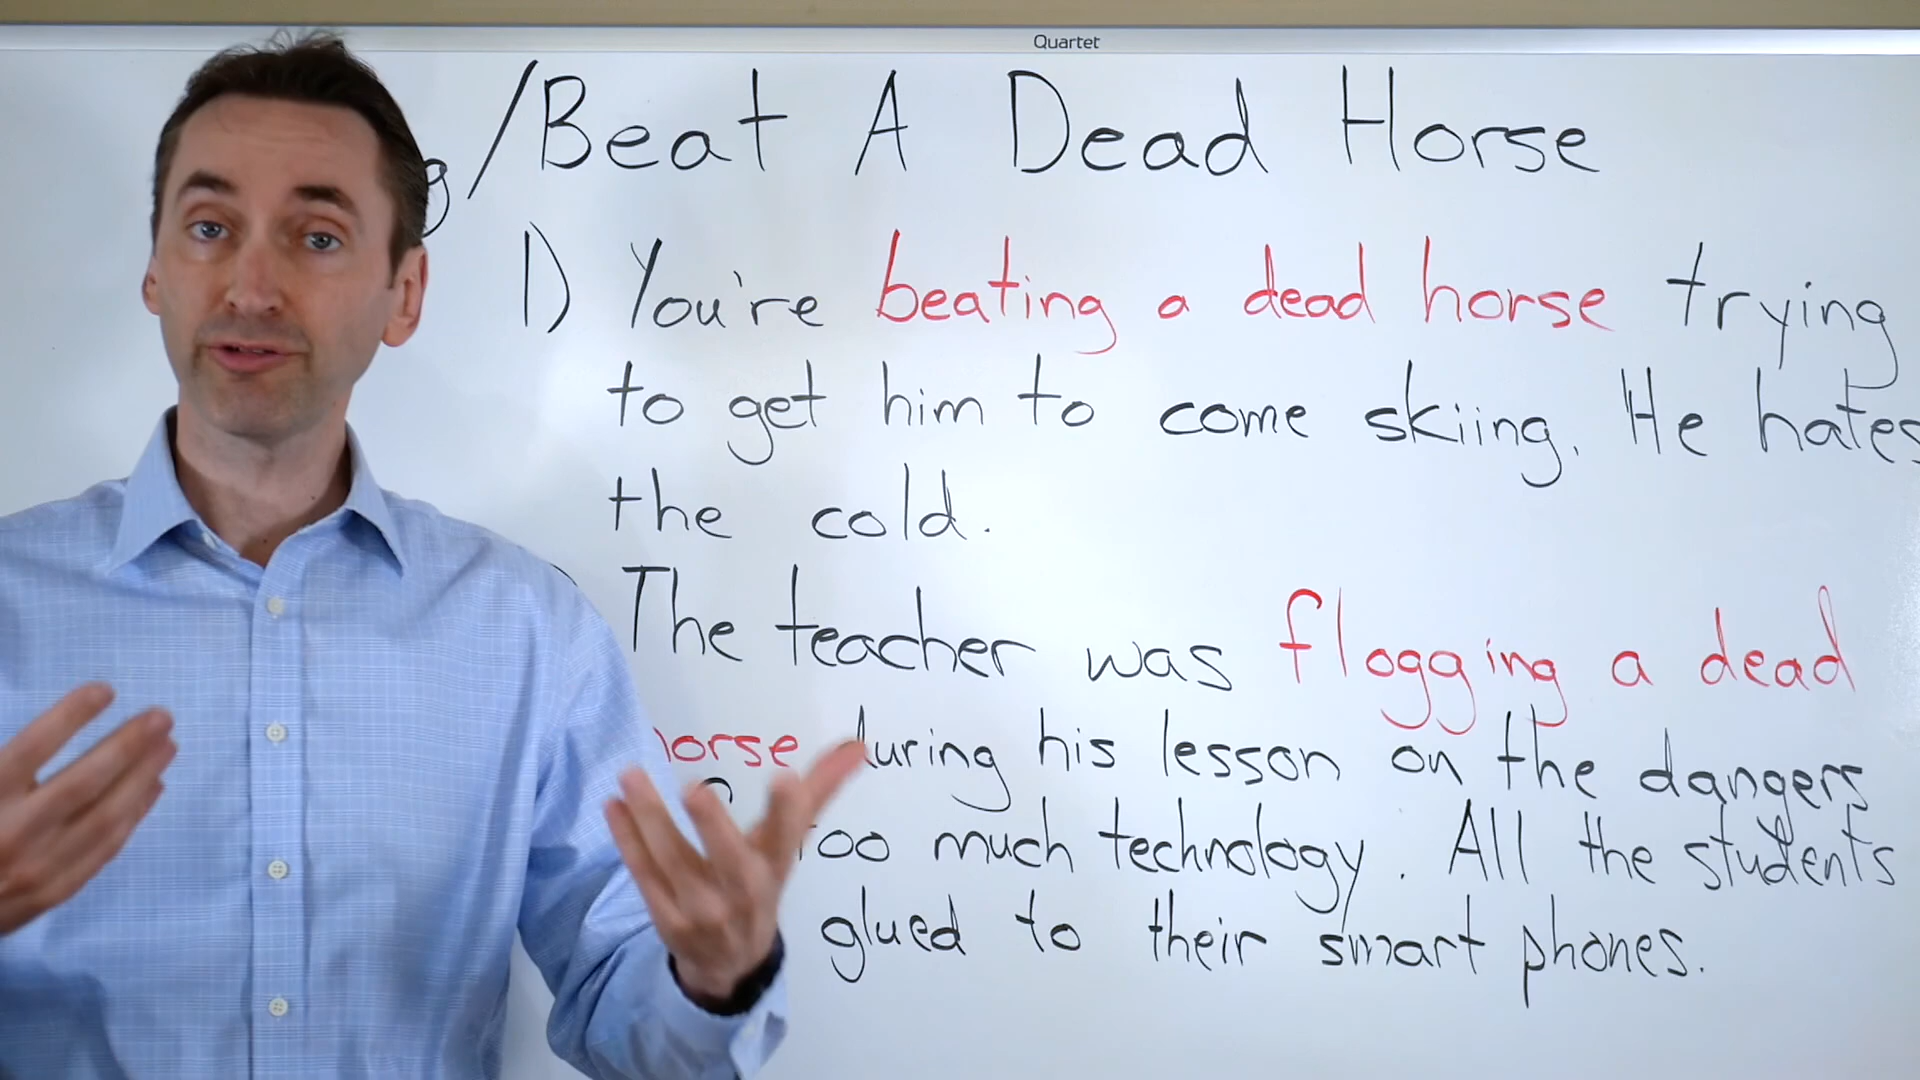 Quartet
g/Beat A Dead Horse
1) You're beating a dead horse trying
to get him to come skiing. He hates
the cold.
The teacher was flogging a dead
horse during his lesson on the dangers
too much technology. All the students
glued to their smart phones.